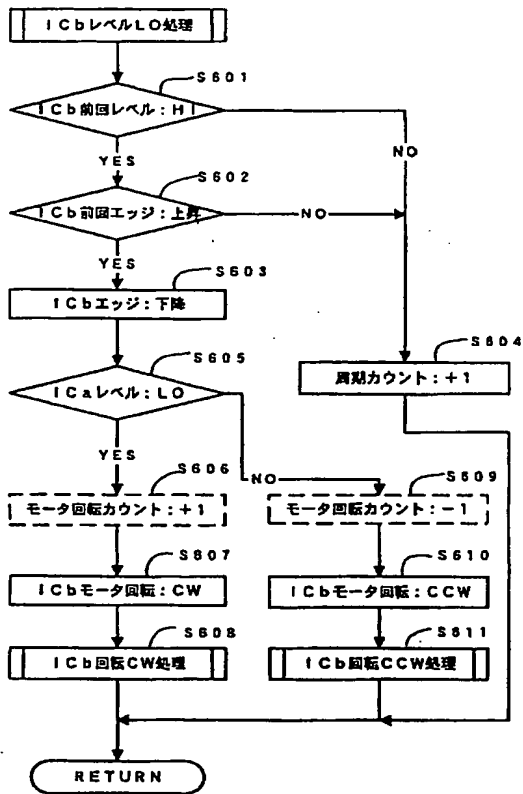 ICbレベルLO処理
S601
ICb前回レベル:HI
YES
NO
S602
ICb前回エッジ:上昇
NO
YES
S603
ICbエッジ:下降
S604
周期カウント:+1
S605
ICaレベル:LO
YES
NO
S606
モータ回転カウント:+1
S609
モータ回転カウント:-1
S607
ICbモータ回転:CW
S610
ICbモータ回転:CCW
S608
ICb回転CW処理
S611
ICb回転CCW処理
RETURN